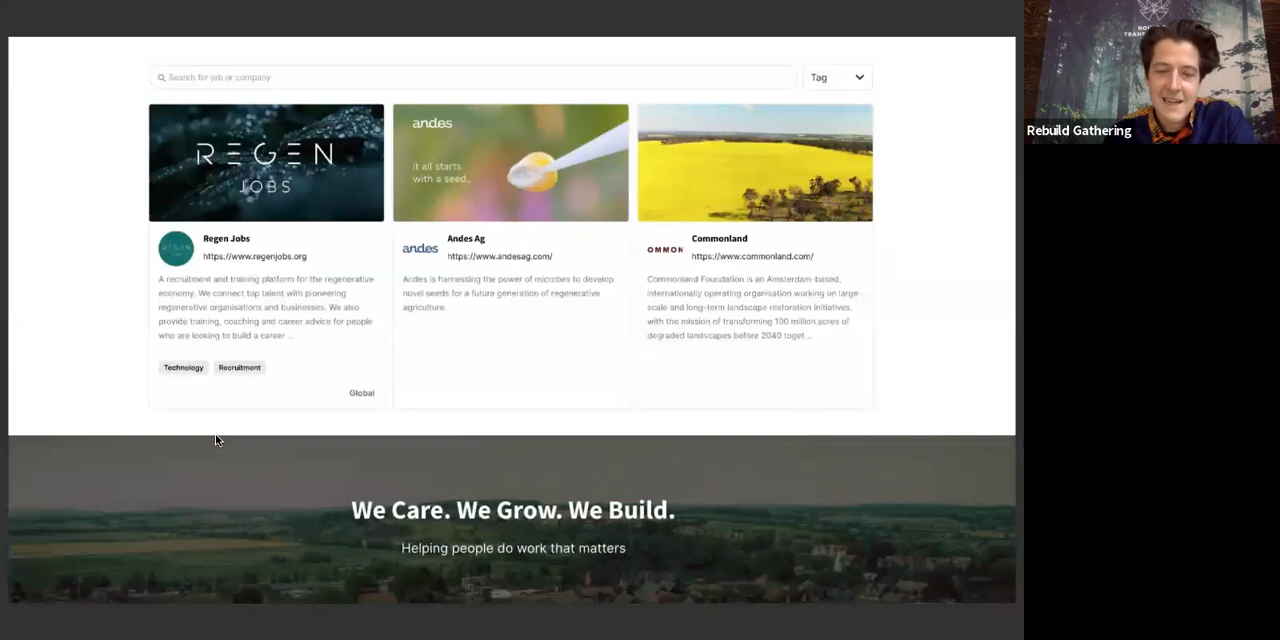 Search for job or company
Tag
REGEN
JOBS
andes
it all starts
with a seed..
Regen Jobs
https://www.regenjobs.org
A recruitment and training platform for the regenerative
economy. We connect top talent with pioneering
regenerative organisations and businesses. We also
provide training, coaching and career advice for people
who are looking to build a career ...
Technology
Recruitment
Global
andes
Andes Ag
https://www.andesag.com/
Andes is harnessing the power of microbes to develop
novel seeds for a future generation of regenerative
agriculture.
OMMON
Commonland
https://www.commonland.com/
Commonland Foundation is an Amsterdam-based,
internationally operating organisation working on large-
scale and long-term landscape restoration initiatives,
with the mission of transforming 100 million acres of
degraded landscapes before 2040 toget...
We Care. We Grow. We Build.
Helping people do work that matters
Rebuild Gathering